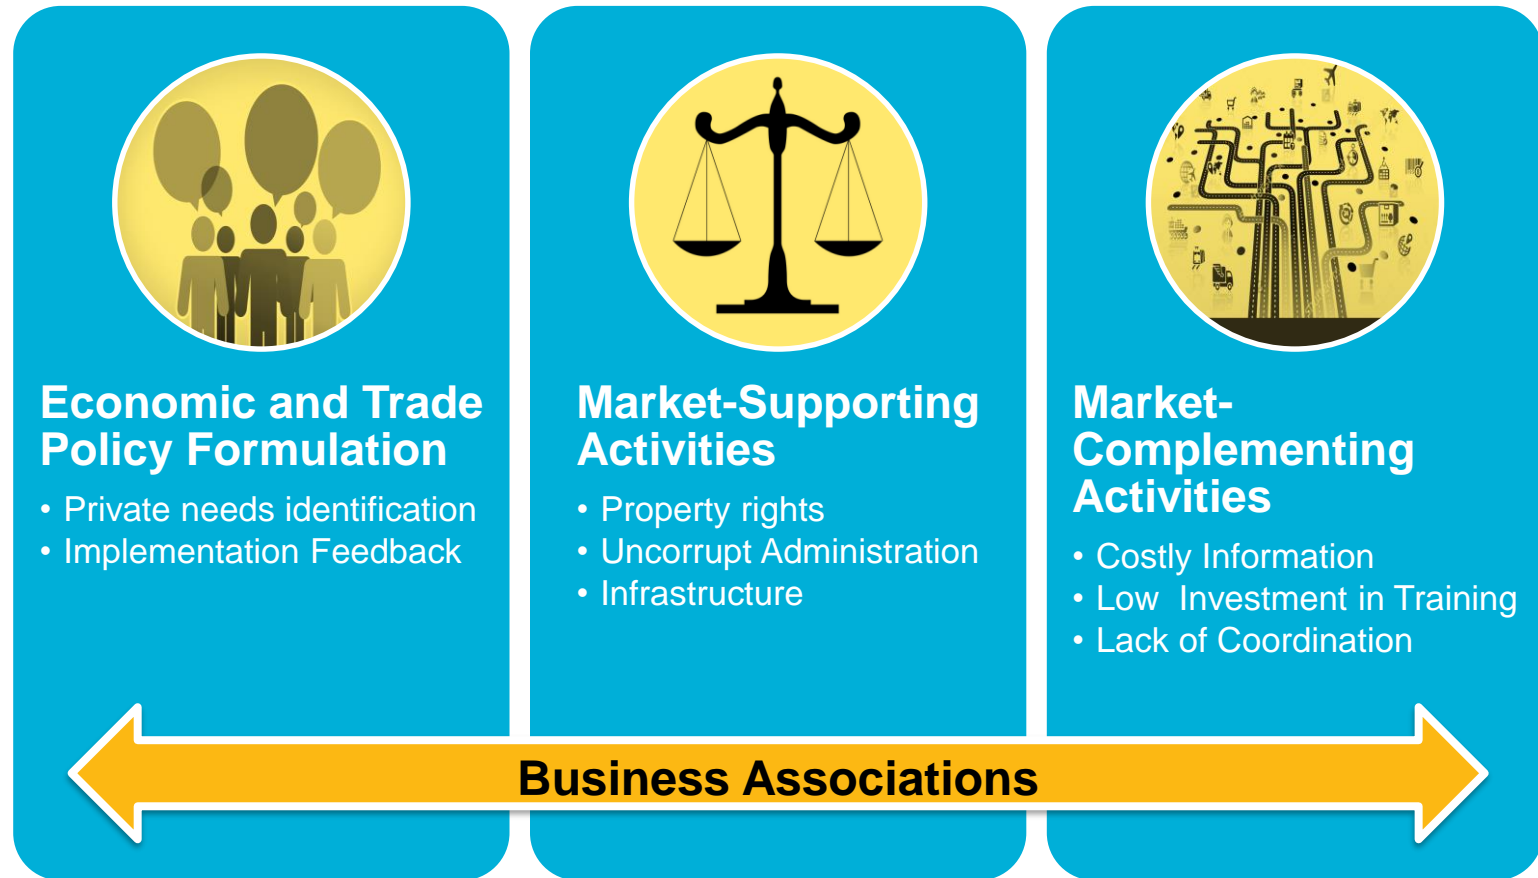 Economic and Trade
Policy Formulation
• Private needs identification
• Implementation Feedback
Market-Supporting
Activities
• Property rights
• Uncorrupt Administration
• Infrastructure
Market-
Complementing
Activities
• Costly Information
• Low  Investment in Training
• Lack of Coordination
Business Associations